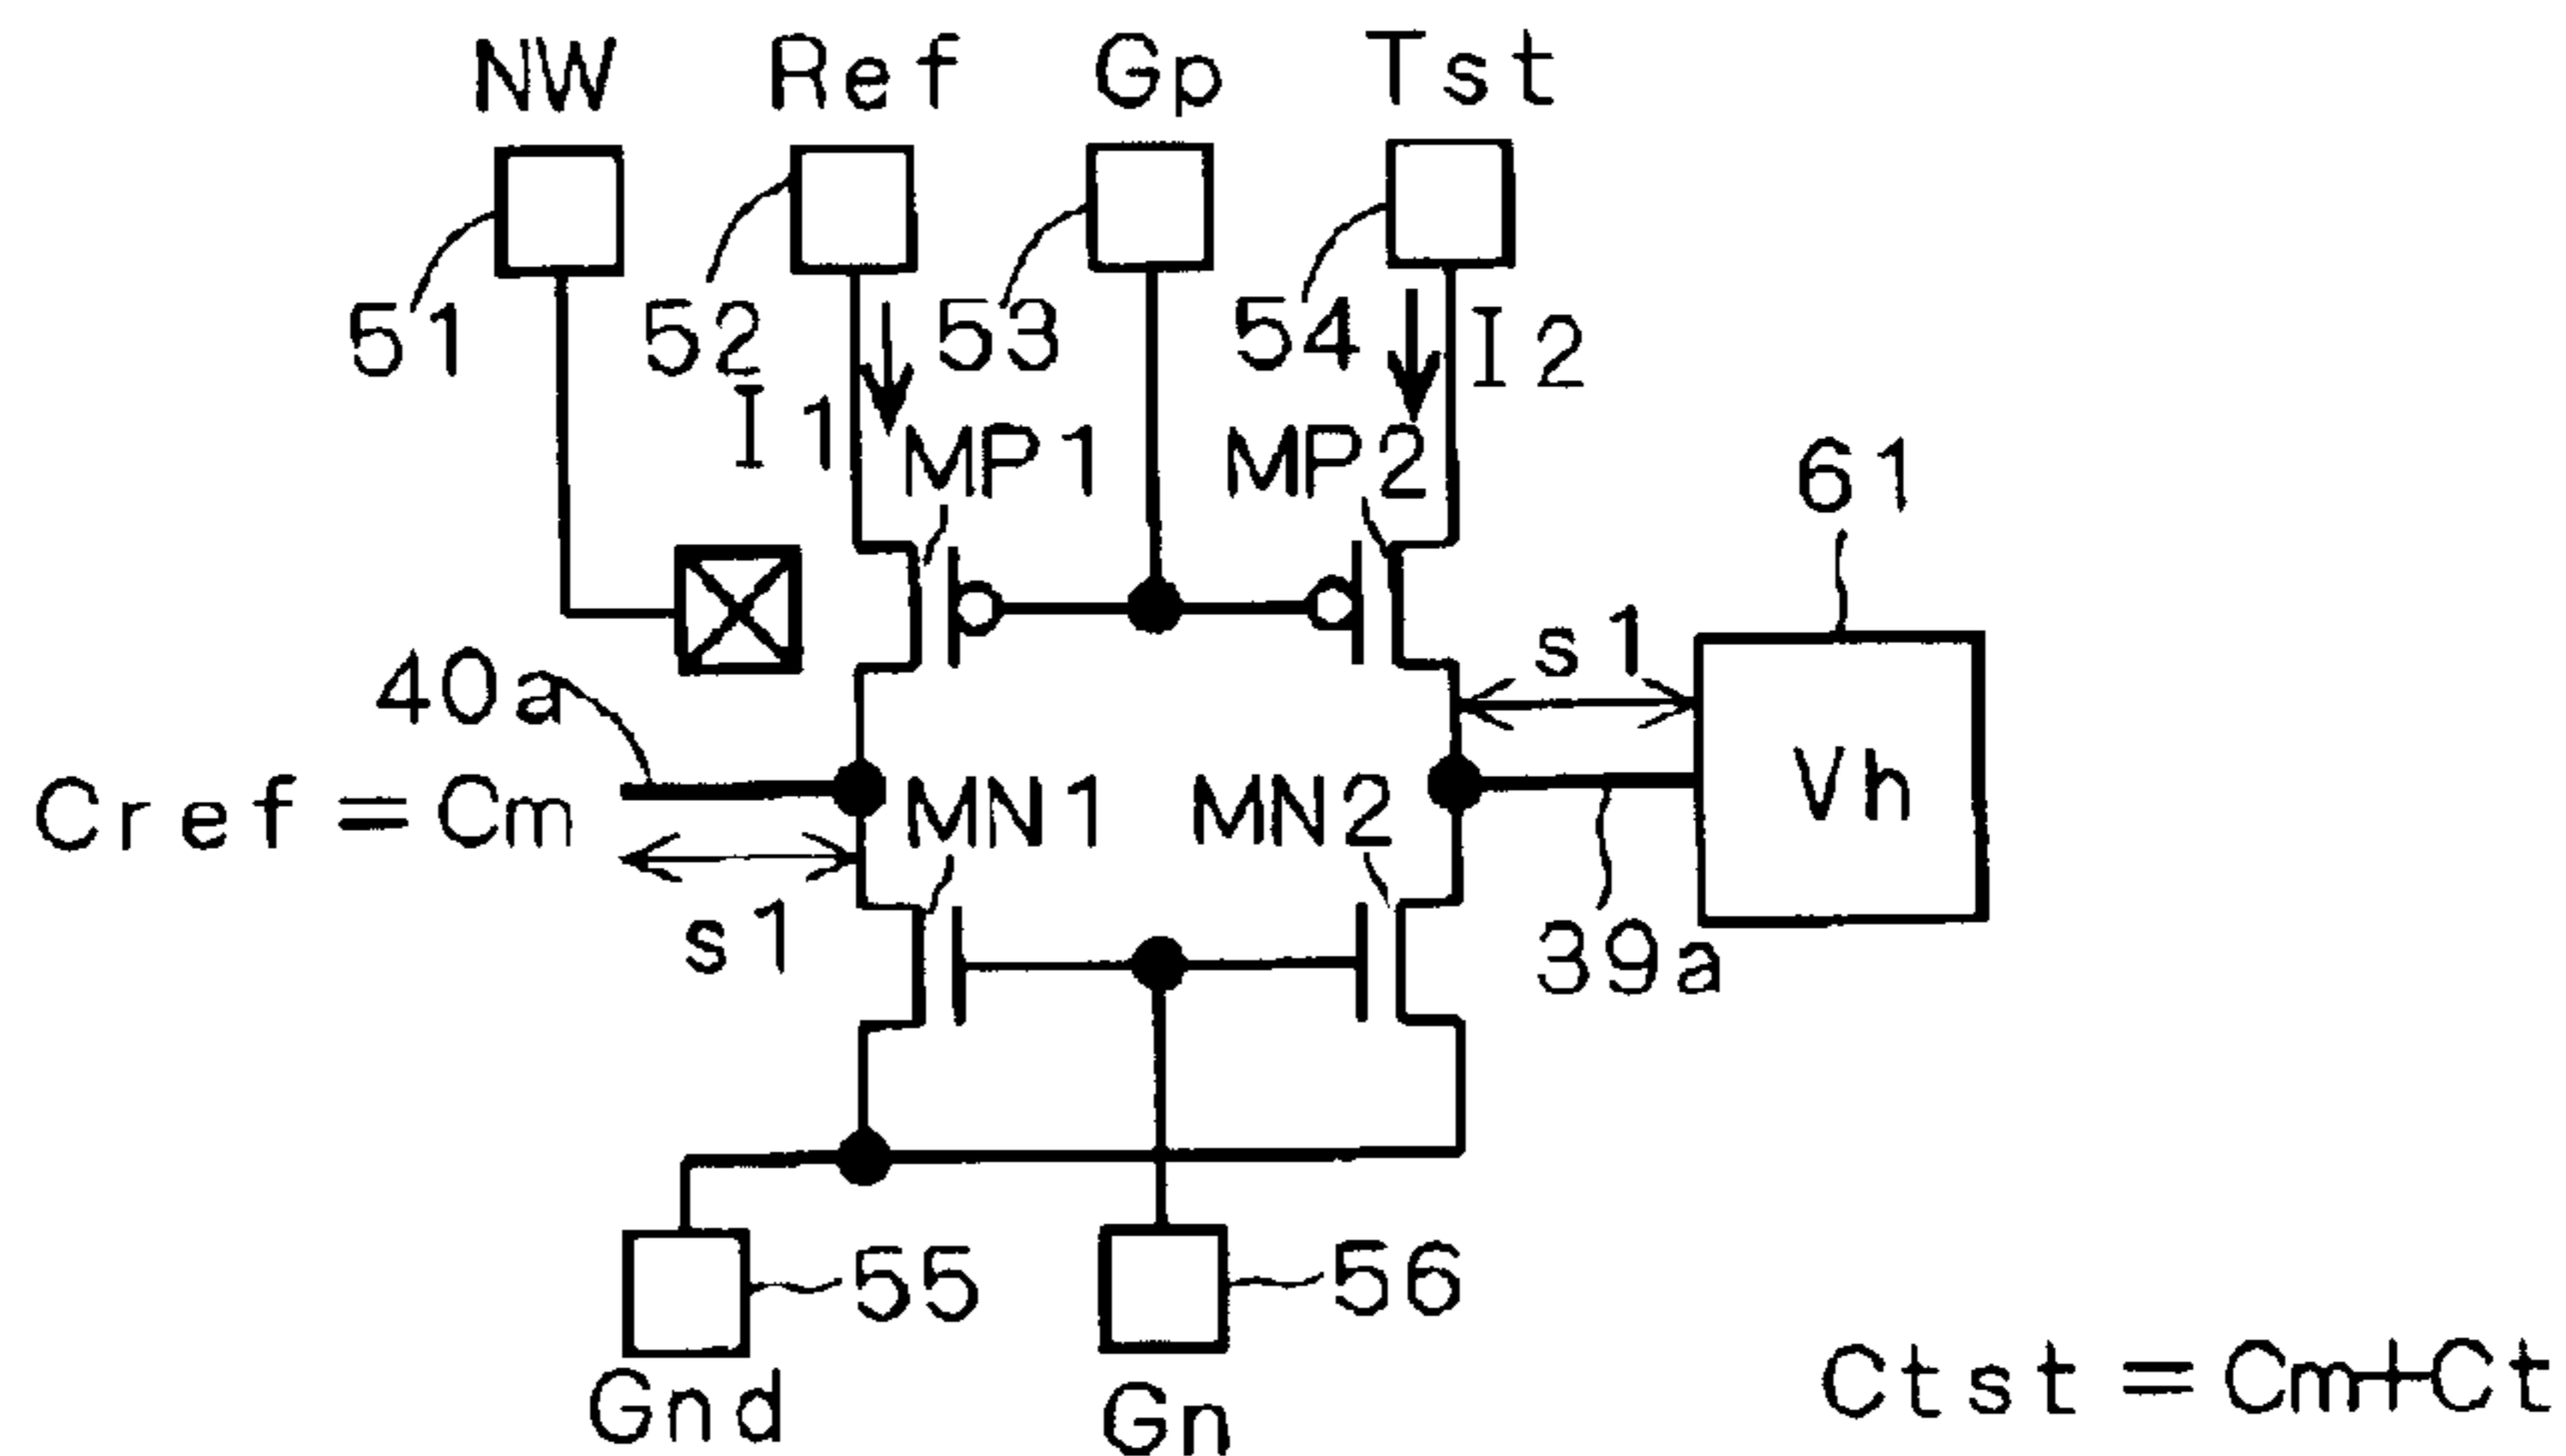 NW
Ref
Gp
Tst
51
52
53
54
I1
I2
MP1
MP2
61
s1
40a
Vh
Cref=Cm
MN1
MN2
s1
39a
55
56
Gnd
Gn
Ctst=Cm+Ct